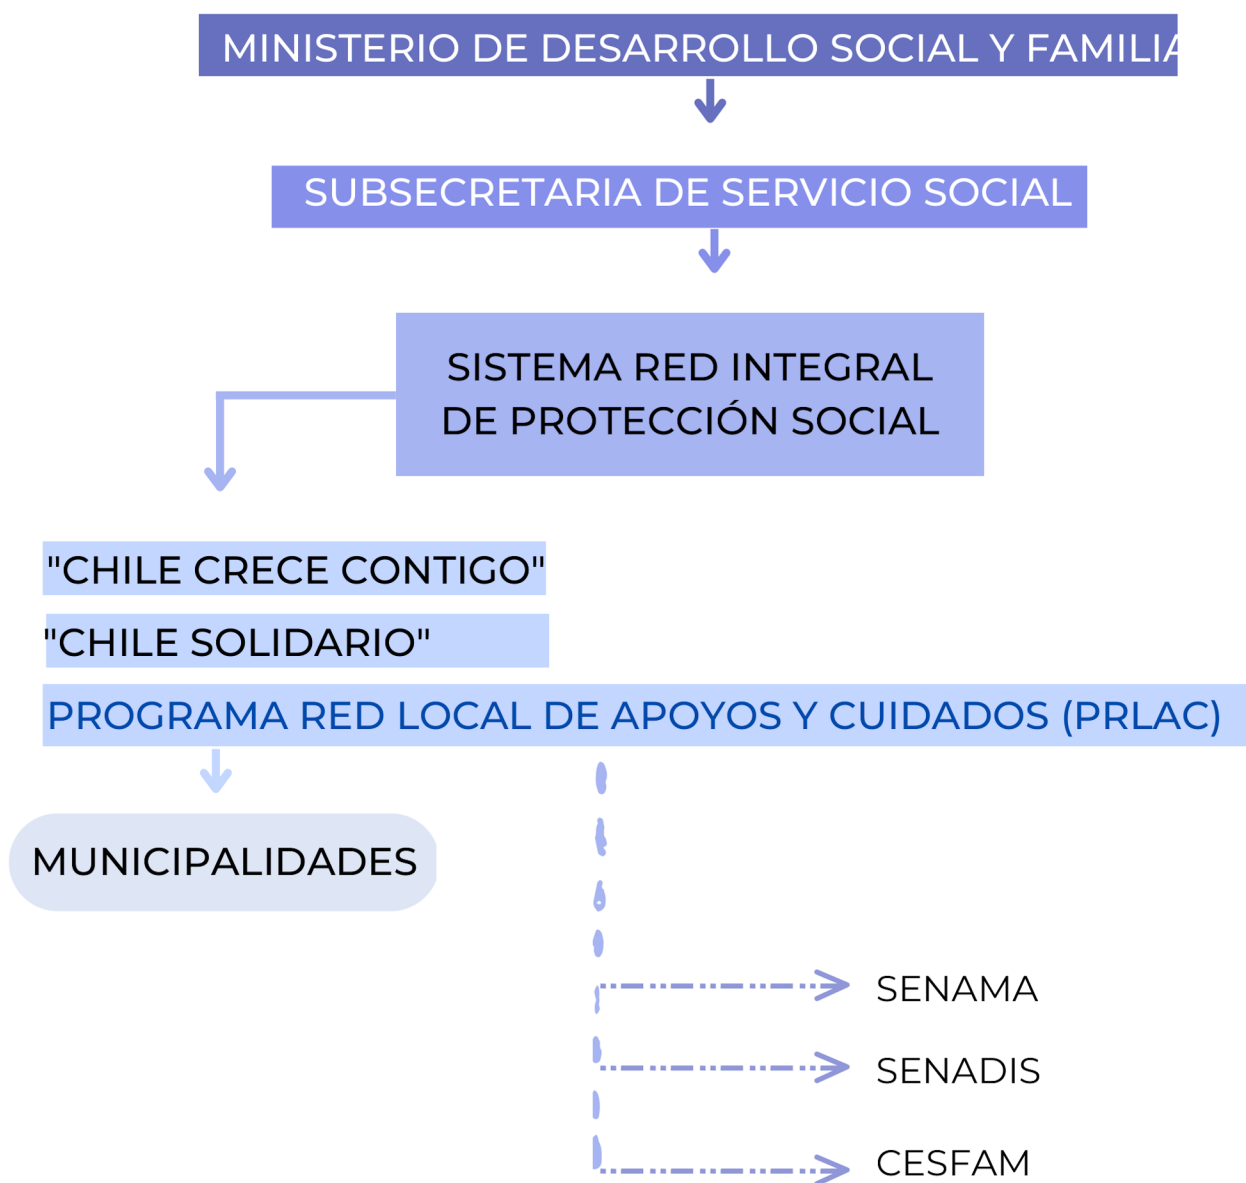 MINISTERIO DE DESARROLLO SOCIAL Y FAMILIA
SUBSECRETARIA DE SERVICIO SOCIAL
SISTEMA RED INTEGRAL
DE PROTECCIÓN SOCIAL
"CHILE CRECE CONTIGO"
"CHILE SOLIDARIO"
PROGRAMA RED LOCAL DE APOYOS Y CUIDADOS (PRLAC)
MUNICIPALIDADES
SENAMA
SENADIS
CESFAM